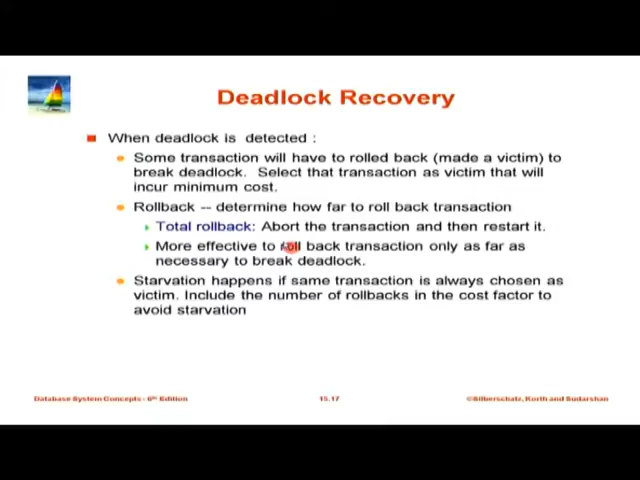 Deadlock Recovery
When deadlock is detected :
Some transaction will have to rolled back (made a victim) to
break deadlock. Select that transaction as victim that will
incur minimum cost.
Rollback -- determine how far to roll back transaction
Total rollback: Abort the transaction and then restart it.
More effective to roll back transaction only as far as
necessary to break deadlock.
Starvation happens if same transaction is always chosen as
victim. Include the number of rollbacks in the cost factor to
avoid starvation
Database System Concepts - 6th Edition 15.17 ©Silberschatz, Korth and Sudarshan